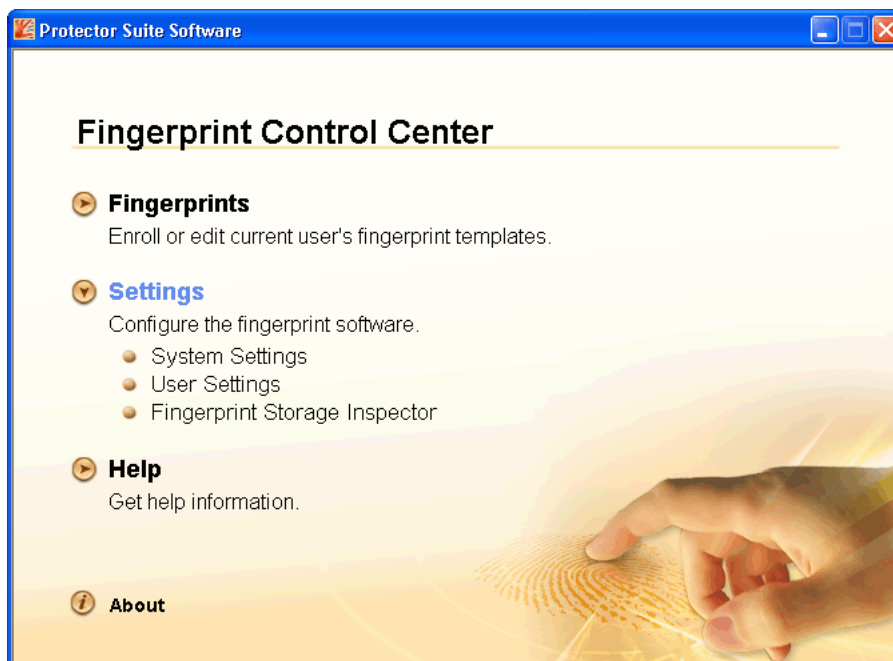 Protector Suite Software
Fingerprint Control Center
Fingerprints
Enroll or edit current user's fingerprint templates.
Settings
Configure the fingerprint software.
System Settings
User Settings
Fingerprint Storage Inspector
Help
Get help information.
About